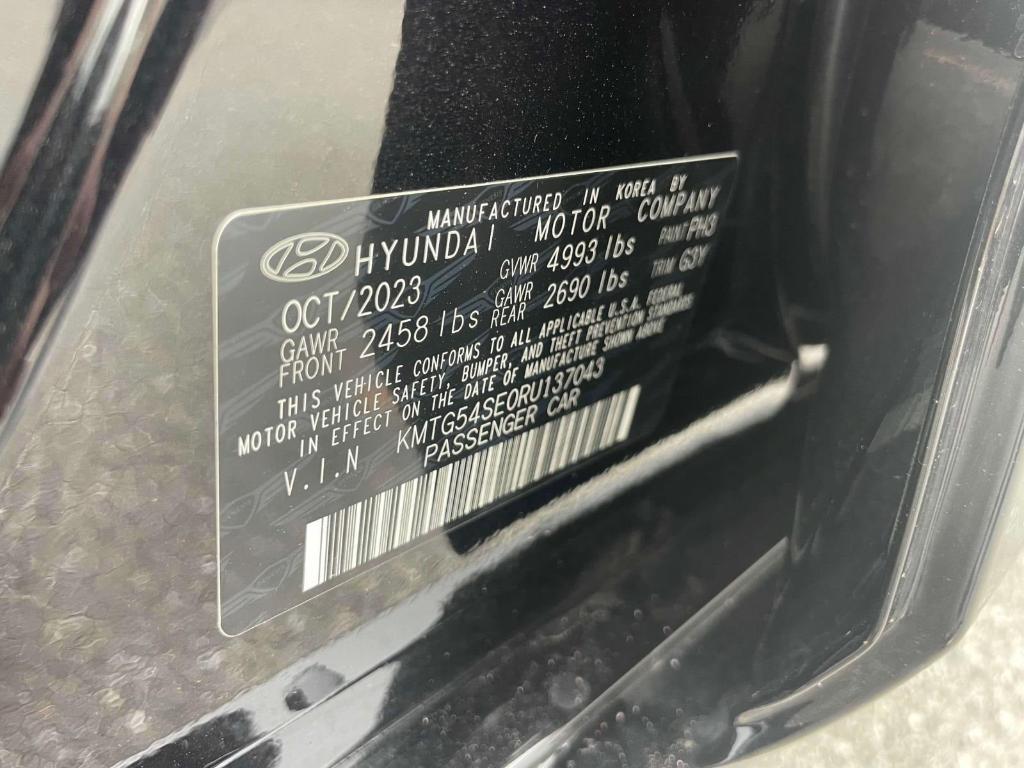 MANUFACTURED IN KOREA BY
HYUNDAI MOTOR COMPANY
OCT/2023 GVWR 4993 lbs PAINT PH3
GAWR FRONT 2458 lbs GAWR REAR 2690 lbs TRIM GGY
THIS VEHICLE CONFORMS TO ALL APPLICABLE U.S.A. FEDERAL
MOTOR VEHICLE SAFETY, BUMPER, AND THEFT PREVENTION STANDARDS
IN EFFECT ON THE DATE OF MANUFACTURE SHOWN ABOVE
V.I.N KMTG54SE0RU137043
PASSENGER CAR